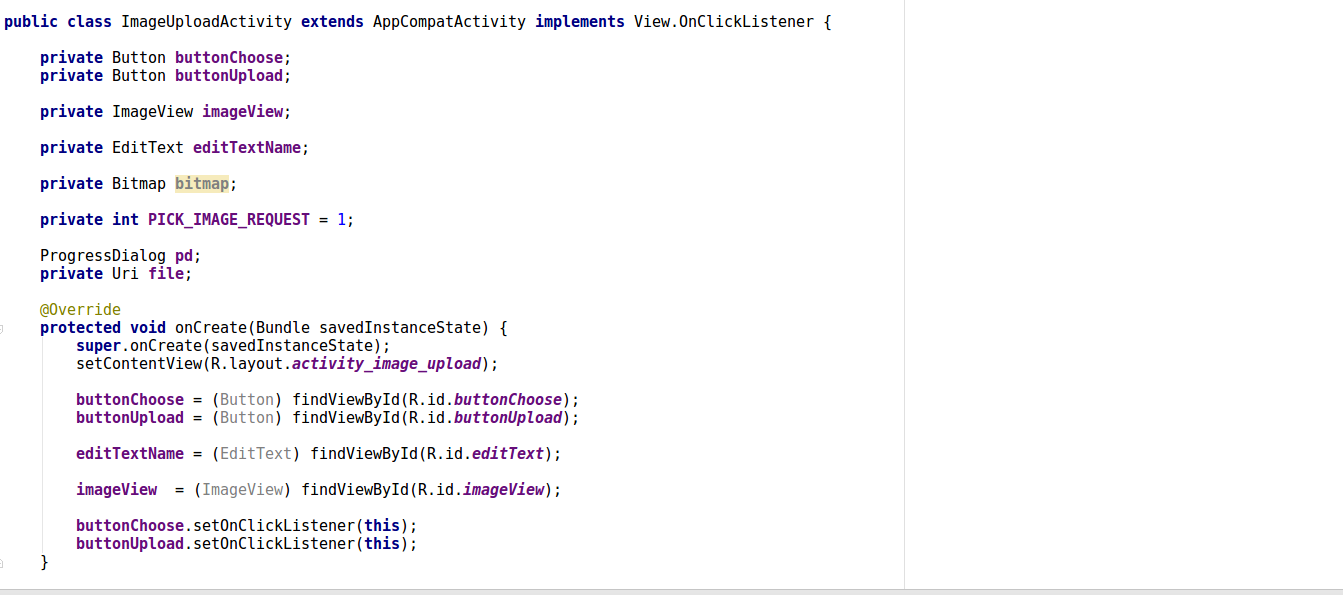 public class ImageUploadActivity extends AppCompatActivity implements View.OnClickListener {
private Button buttonChoose;
private Button buttonUpload;
private ImageView imageView;
private EditText editTextName;
private Bitmap bitmap;
private int PICK_IMAGE_REQUEST = 1;
ProgressDialog pd;
private Uri file;
@Override
protected void onCreate(Bundle savedInstanceState) {
super.onCreate(savedInstanceState);
setContentView(R.layout.activity_image_upload);
buttonChoose = (Button) findViewById(R.id.buttonChoose);
buttonUpload = (Button) findViewById(R.id.buttonUpload);
editTextName = (EditText) findViewById(R.id.editText);
imageView  = (ImageView) findViewById(R.id.imageView);
buttonChoose.setOnClickListener(this);
buttonUpload.setOnClickListener(this);
}